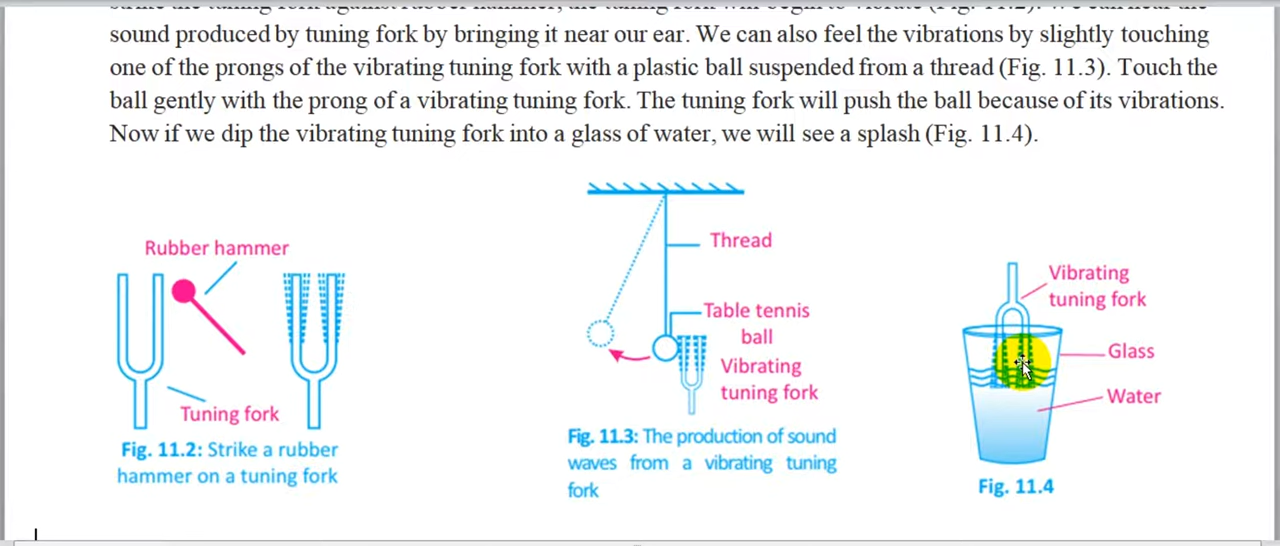 sound produced by tuning fork by bringing it near our ear. We can also feel the vibrations by slightly touching
one of the prongs of the vibrating tuning fork with a plastic ball suspended from a thread (Fig. 11.3). Touch the
ball gently with the prong of a vibrating tuning fork. The tuning fork will push the ball because of its vibrations.
Now if we dip the vibrating tuning fork into a glass of water, we will see a splash (Fig. 11.4).
Rubber hammer
Tuning fork
Fig. 11.2: Strike a rubber
hammer on a tuning fork
Thread
Table tennis
ball
Vibrating
tuning fork
Fig. 11.3: The production of sound
waves from a vibrating tuning
fork
Vibrating
tuning fork
Glass
Water
Fig. 11.4